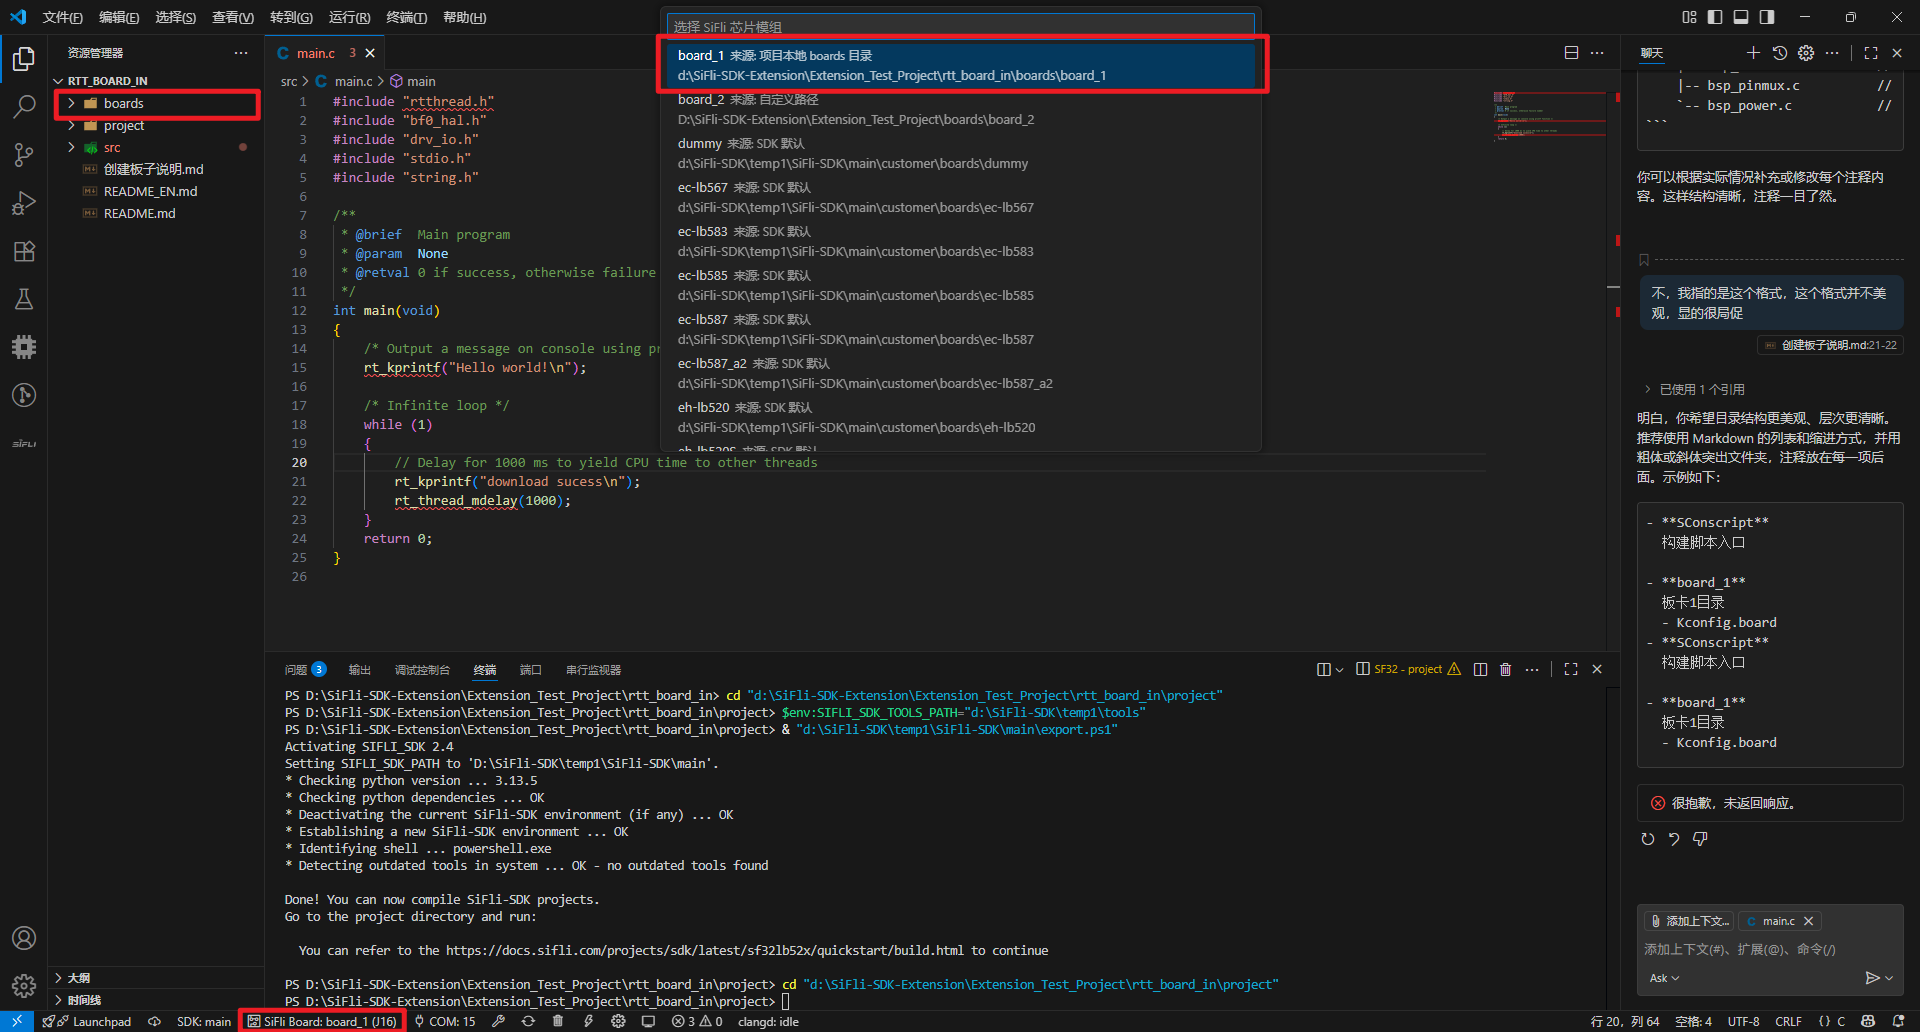 文件(F) 编辑(E) 选择(S) 查看(V) 转到(G) 运行(R) 终端(T) 帮助(H)
资源管理器
RTT_BOARD_IN
boards
project
src
创建板子说明.md
README_EN.md
README.md
大纲
时间线
main.c 3
src > main.c > main
1 #include "rtthread.h"
2 #include "bf0_hal.h"
3 #include "drv_io.h"
4 #include "stdio.h"
5 #include "string.h"
6
7 /**
8 * @brief Main program
9 * @param None
10 * @retval 0 if success, otherwise failure
11 */
12 int main(void)
13 {
14 /* Output a message on console using pr
15 rt_kprintf("Hello world!\n");
16
17 /* Infinite loop */
18 while (1)
19 {
20 // Delay for 1000 ms to yield CPU time to other threads
21 rt_kprintf("download sucess\n");
22 rt_thread_mdelay(1000);
23 }
24 return 0;
25 }
26
选择 SiFli 芯片模组
board_1 来源: 项目本地 boards 目录
d:\SiFli-SDK-Extension\Extension_Test_Project\rtt_board_in\boards\board_1
board_2 来源: 自定义路径
D:\SiFli-SDK-Extension\Extension_Test_Project\boards\board_2
dummy 来源: SDK 默认
d:\SiFli-SDK\temp1\SiFli-SDK\main\customer\boards\dummy
ec-lb567 来源: SDK 默认
d:\SiFli-SDK\temp1\SiFli-SDK\main\customer\boards\ec-lb567
ec-lb583 来源: SDK 默认
d:\SiFli-SDK\temp1\SiFli-SDK\main\customer\boards\ec-lb583
ec-lb585 来源: SDK 默认
d:\SiFli-SDK\temp1\SiFli-SDK\main\customer\boards\ec-lb585
ec-lb587 来源: SDK 默认
d:\SiFli-SDK\temp1\SiFli-SDK\main\customer\boards\ec-lb587
ec-lb587_a2 来源: SDK 默认
d:\SiFli-SDK\temp1\SiFli-SDK\main\customer\boards\ec-lb587_a2
eh-lb520 来源: SDK 默认
d:\SiFli-SDK\temp1\SiFli-SDK\main\customer\boards\eh-lb520
问题 3 输出 调试控制台 终端 端口 串行监视器
SF32 - project
PS D:\SiFli-SDK-Extension\Extension_Test_Project\rtt_board_in> cd "d:\SiFli-SDK-Extension\Extension_Test_Project\rtt_board_in\project"
PS D:\SiFli-SDK-Extension\Extension_Test_Project\rtt_board_in\project> $env:SIFLI_SDK_TOOLS_PATH="d:\SiFli-SDK\temp1\tools"
PS D:\SiFli-SDK-Extension\Extension_Test_Project\rtt_board_in\project> & "d:\SiFli-SDK\temp1\SiFli-SDK\main\export.ps1"
Activating SIFLI_SDK 2.4
Setting SIFLI_SDK_PATH to 'D:\SiFli-SDK\temp1\SiFli-SDK\main'.
* Checking python version ... 3.13.5
* Checking python dependencies ... OK
* Deactivating the current SiFli-SDK environment (if any) ... OK
* Establishing a new SiFli-SDK environment ... OK
* Identifying shell ... powershell.exe
* Detecting outdated tools in system ... OK - no outdated tools found
Done! You can now compile SiFli-SDK projects.
Go to the project directory and run:
You can refer to the https://docs.sifli.com/projects/sdk/latest/sf32lb52x/quickstart/build.html to continue
PS D:\SiFli-SDK-Extension\Extension_Test_Project\rtt_board_in\project> cd "d:\SiFli-SDK-Extension\Extension_Test_Project\rtt_board_in\project"
PS D:\SiFli-SDK-Extension\Extension_Test_Project\rtt_board_in\project>
聊天
|-- bsp_pinmux.c //
`-- bsp_power.c //
```
你可以根据实际情况补充或修改每个注释内
容。这样结构清晰，注释一目了然。
不，我指的是这个格式，这个格式并不美
观，显的很局促
创建板子说明.md:21-22
已使用 1 个引用
明白，你希望目录结构更美观、层次更清晰。
推荐使用 Markdown 的列表和缩进方式，并用
粗体或斜体突出文件夹，注释放在每一项后
面。示例如下：
- **SConscript**
构建脚本入口
- **board_1**
板卡1目录
- Kconfig.board
- **SConscript**
构建脚本入口
- **board_1**
板卡1目录
- Kconfig.board
很抱歉，未返回响应。
添加上下文... main.c
添加上下文(#)、扩展(@)、命令(/)
Ask
SiFLi
Launchpad SDK: main SiFli Board: board_1 (J16) COM: 15 3 0 clangd: idle 行 20，列 64 空格: 4 UTF-8 CRLF {} C